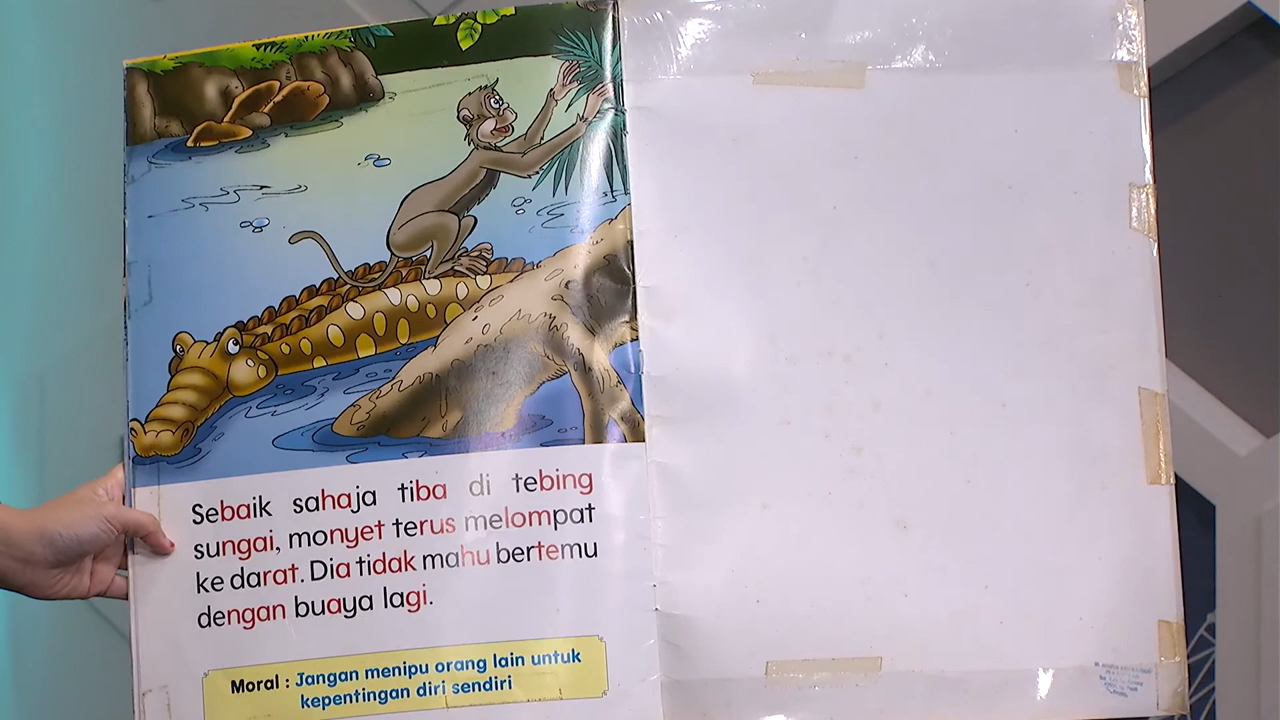 Sebaik sahaja tiba di tebing
sungai, monyet terus melompat
ke darat. Dia tidak mahu bertemu
dengan buaya lagi.
Moral : Jangan menipu orang lain untuk
kepentingan diri sendiri